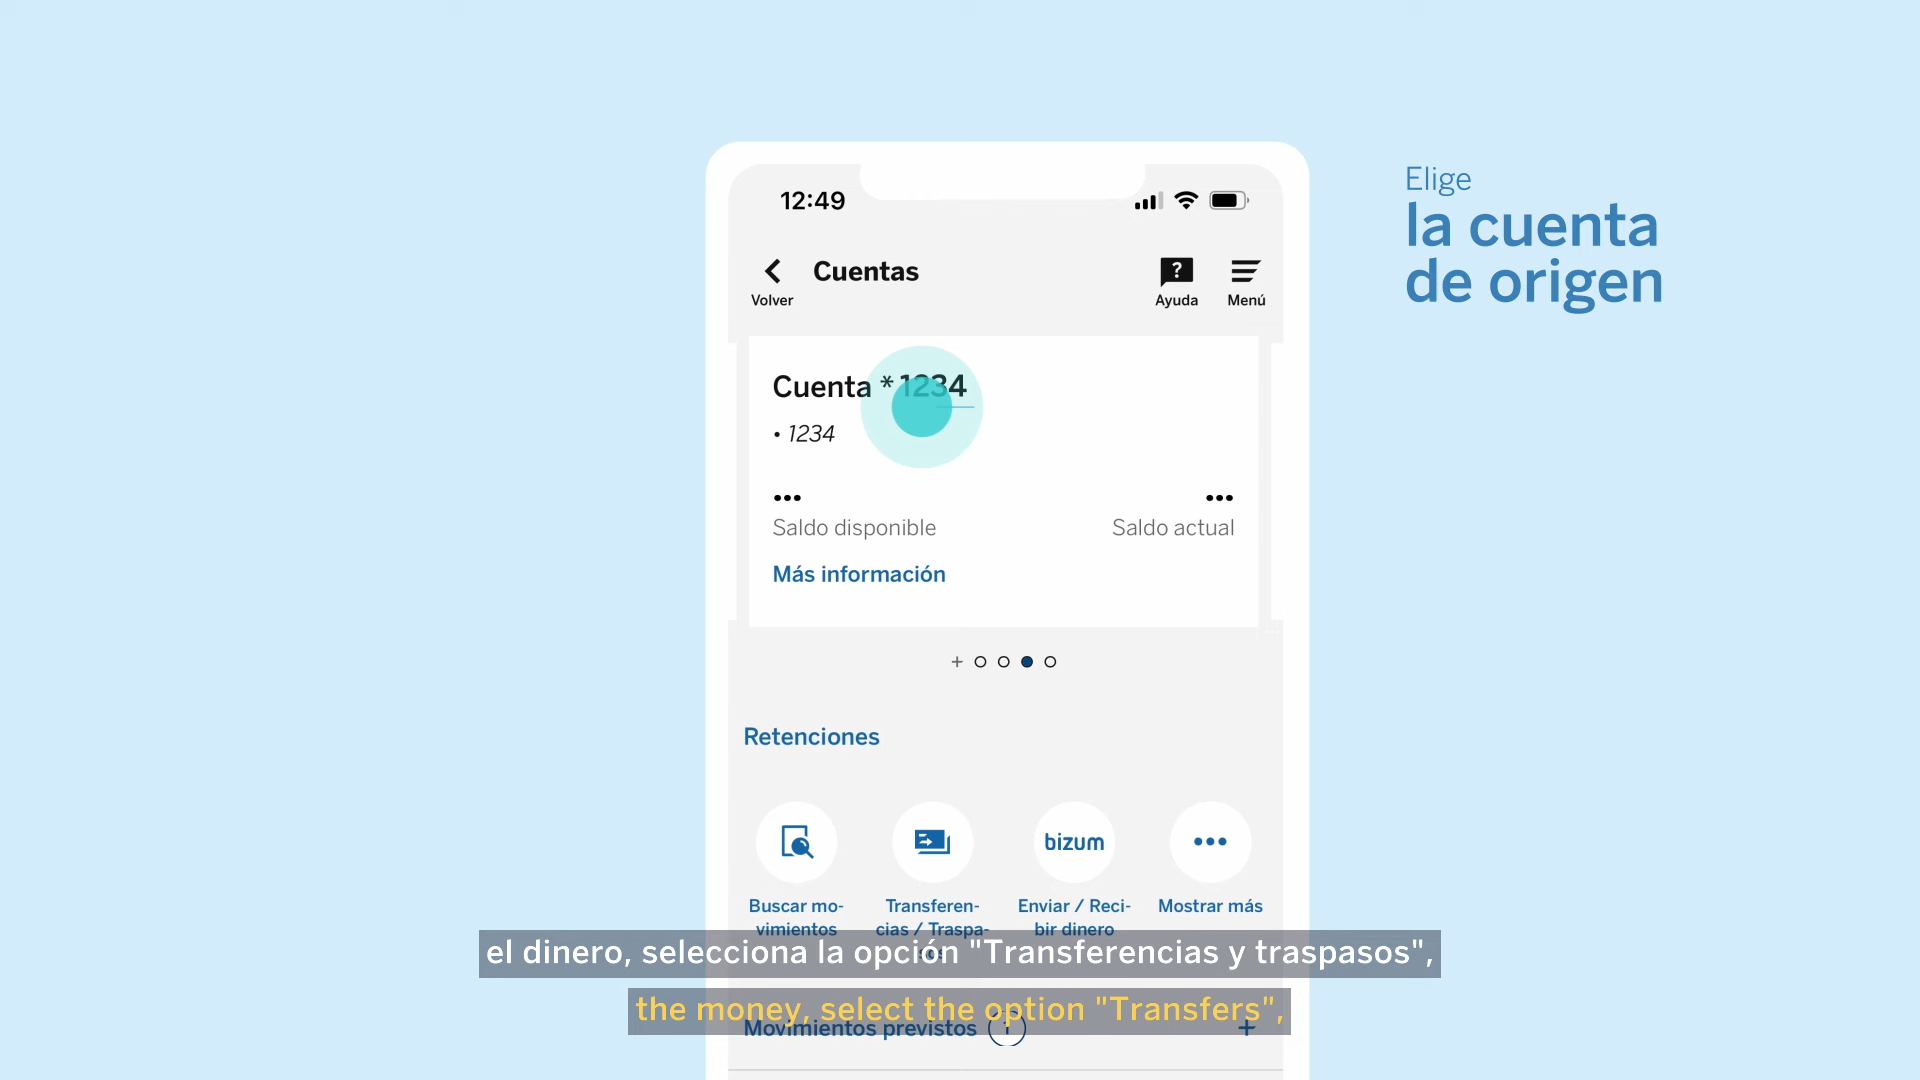 12:49
Elige
la cuenta
de origen
Cuentas
Volver
Ayuda
Menú
Cuenta *1234
• 1234
•••
•••
Saldo disponible
Saldo actual
Más información
Retenciones
bizum
Buscar mo-
vimientos
Transferen-
cias / Traspa-
sos
Enviar / Reci-
bir dinero
Mostrar más
el dinero, selecciona la opción "Transferencias y traspasos",
the money, select the option "Transfers",
Movimientos previstos